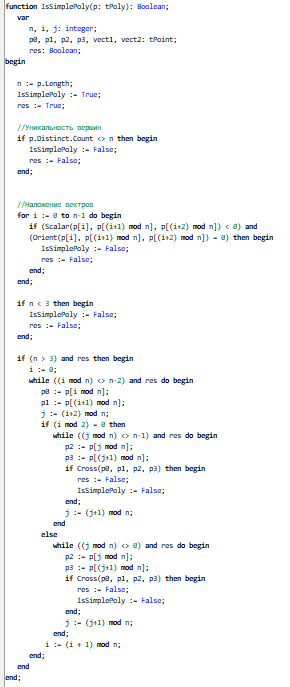 function IsSimplePoly(p: tPoly): Boolean;
var
n, i, j: integer;
p0, p1, p2, p3, vect1, vect2: tPoint;
res: Boolean;
begin
n := p.Length;
IsSimplePoly := True;
res := True;
//Уникальность вершин
if p.Distinct.Count <> n then begin
IsSimplePoly := False;
res := False;
end;
//Наложение векторов
for i := 0 to n-1 do begin
if (Scalar(p[i], p[(i+1) mod n], p[(i+2) mod n]) < 0) and
(Orient(p[i], p[(i+1) mod n], p[(i+2) mod n]) = 0) then begin
IsSimplePoly := False;
res := False;
end;
end;
if n < 3 then begin
IsSimplePoly := False;
res := False;
end;
if (n > 3) and res then begin
i := 0;
while ((i mod n) <> n-2) and res do begin
p0 := p[i mod n];
p1 := p[(i+1) mod n];
j := (i+2) mod n;
if (i mod 2) = 0 then
while ((j mod n) <> n-1) and res do begin
p2 := p[j mod n];
p3 := p[(j+1) mod n];
if Cross(p0, p1, p2, p3) then begin
res := False;
IsSimplePoly := False;
end;
j := (j+1) mod n;
end
else
while ((j mod n) <> 0) and res do begin
p2 := p[j mod n];
p3 := p[(j+1) mod n];
if Cross(p0, p1, p2, p3) then begin
res := False;
IsSimplePoly := False;
end;
j := (j+1) mod n;
end;
i := (i + 1) mod n;
end;
end
end;